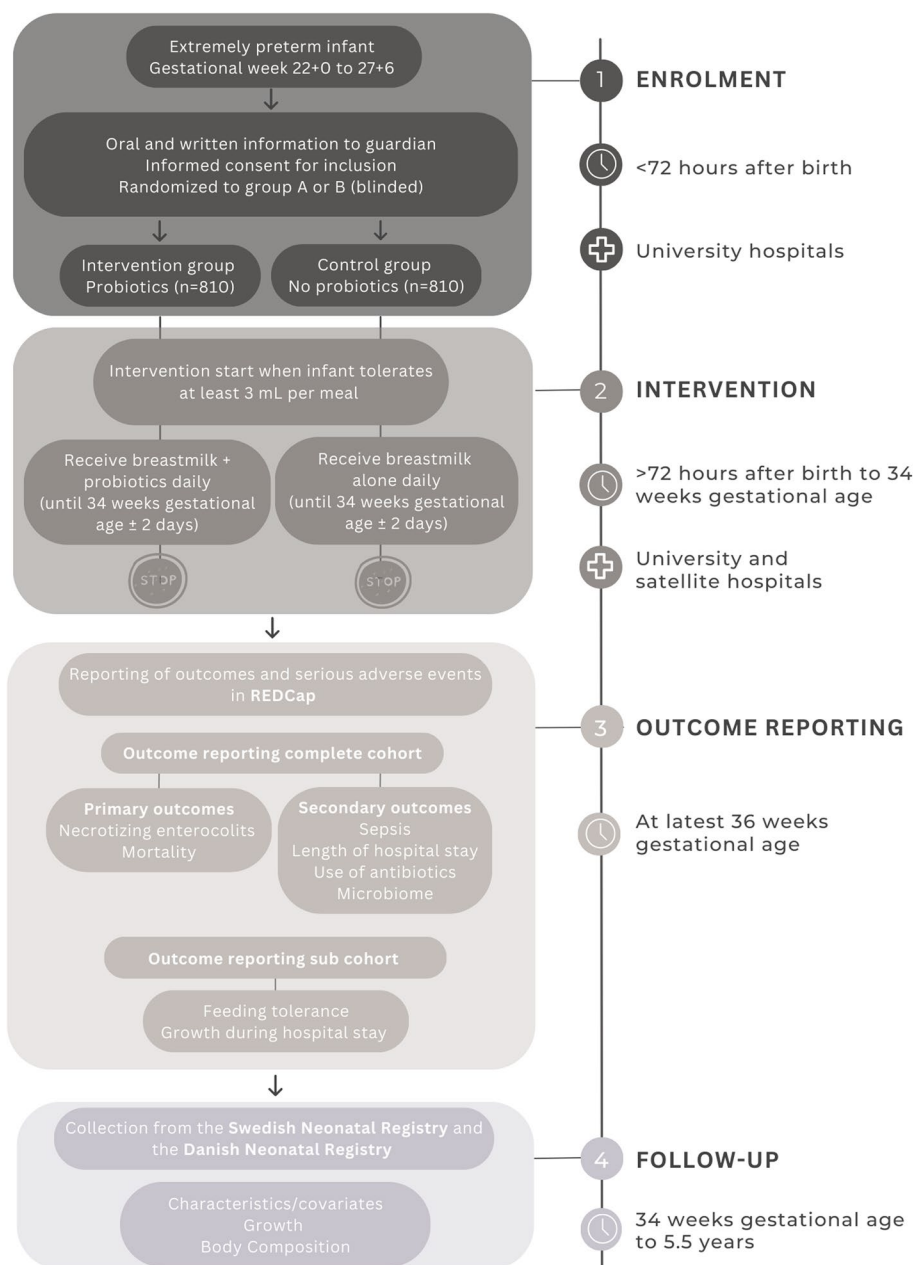 Extremely preterm infant
Gestational week 22+0 to 27+6
Oral and written information to guardian
Informed consent for inclusion
Randomized to group A or B (blinded)
Intervention group
Probiotics (n=810)
Control group
No probiotics (n=810)
1 ENROLMENT
<72 hours after birth
University hospitals
Intervention start when infant tolerates
at least 3 mL per meal
Receive breastmilk +
probiotics daily
(until 34 weeks gestational
age ± 2 days)
Receive breastmilk
alone daily
(until 34 weeks gestational
age ± 2 days)
STOP
STOP
2 INTERVENTION
>72 hours after birth to 34
weeks gestational age
University and
satellite hospitals
Reporting of outcomes and serious adverse events
in REDCap
Outcome reporting complete cohort
Primary outcomes
Necrotizing enterocolits
Mortality
Secondary outcomes
Sepsis
Length of hospital stay
Use of antibiotics
Microbiome
Outcome reporting sub cohort
Feeding tolerance
Growth during hospital stay
3 OUTCOME REPORTING
At latest 36 weeks
gestational age
Collection from the Swedish Neonatal Registry and
the Danish Neonatal Registry
Characteristics/covariates
Growth
Body Composition
4 FOLLOW-UP
34 weeks gestational age
to 5.5 years